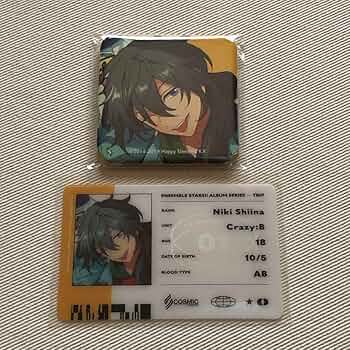 ©2014-2019 Happy Elements K.K
ENSEMBLE STARS!! ALBUM SERIES -- TRIP
NAME Niki Shiina
UNIT Crazy:B
AGE 18
DATE OF BIRTH: 10/5
BLOOD TYPE AB
COSMIC